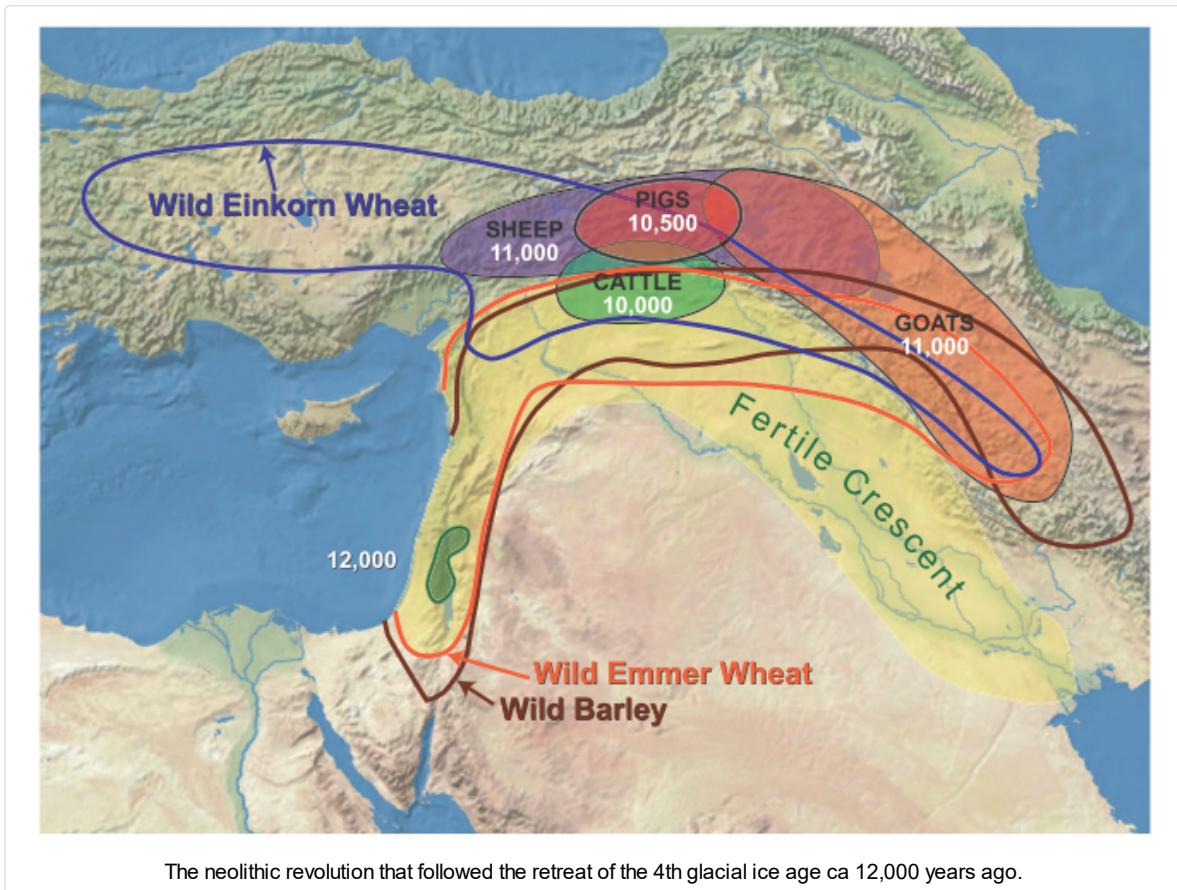 Wild Einkorn Wheat
SHEEP
11,000
PIGS
10,500
CATTLE
10,000
GOATS
11,000
Fertile Crescent
12,000
Wild Emmer Wheat
Wild Barley
The neolithic revolution that followed the retreat of the 4th glacial ice age ca 12,000 years ago.